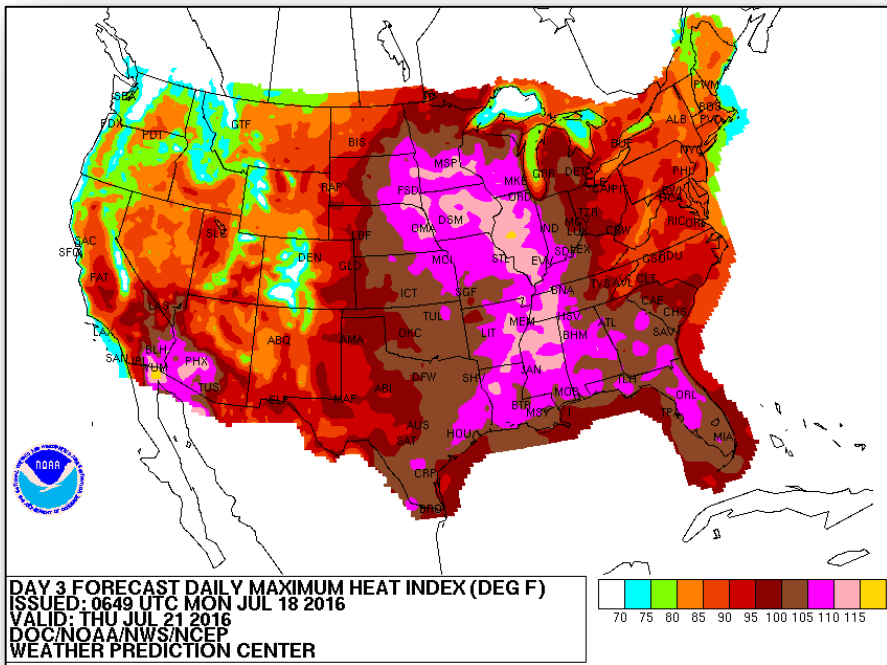 PWM
SEA
BOS
PDX
GTF
ALB PVD
PDT
BIS
BUF
NYC
MSP
PHL
GRR DET
MKE
RAP
FSD
ORD
DCA
DSM
RIC ORF
SAC
SLC
LBF
OMA
IND
CRW
SFO
DEN
STL
SDF LEX
RDU
GLD
MCI
EVV
GSO
FAT
TYS AVL CLT
ICT
SGF
BNA
LAS
CAE
TUL
CHS
LAX
MEM HSV
ATL
BLH
ABQ
AMA
OKC
LIT
BHM
SAV
SAN IPL
PHX
YUM
DFW
SHV
JAN
TUS
ABI
TLH
ELP
MAF
MOB
ORL
BTR
MSY
AUS
TPA
SAT
HOU
MIA
CRP
BRO
NOAA
DAY 3 FORECAST DAILY MAXIMUM HEAT INDEX (DEG F)
ISSUED: 0649 UTC MON JUL 18 2016
VALID: THU JUL 21 2016
DOC/NOAA/NWS/NCEP
WEATHER PREDICTION CENTER
70 75 80 85 90 95 100 105 110 115